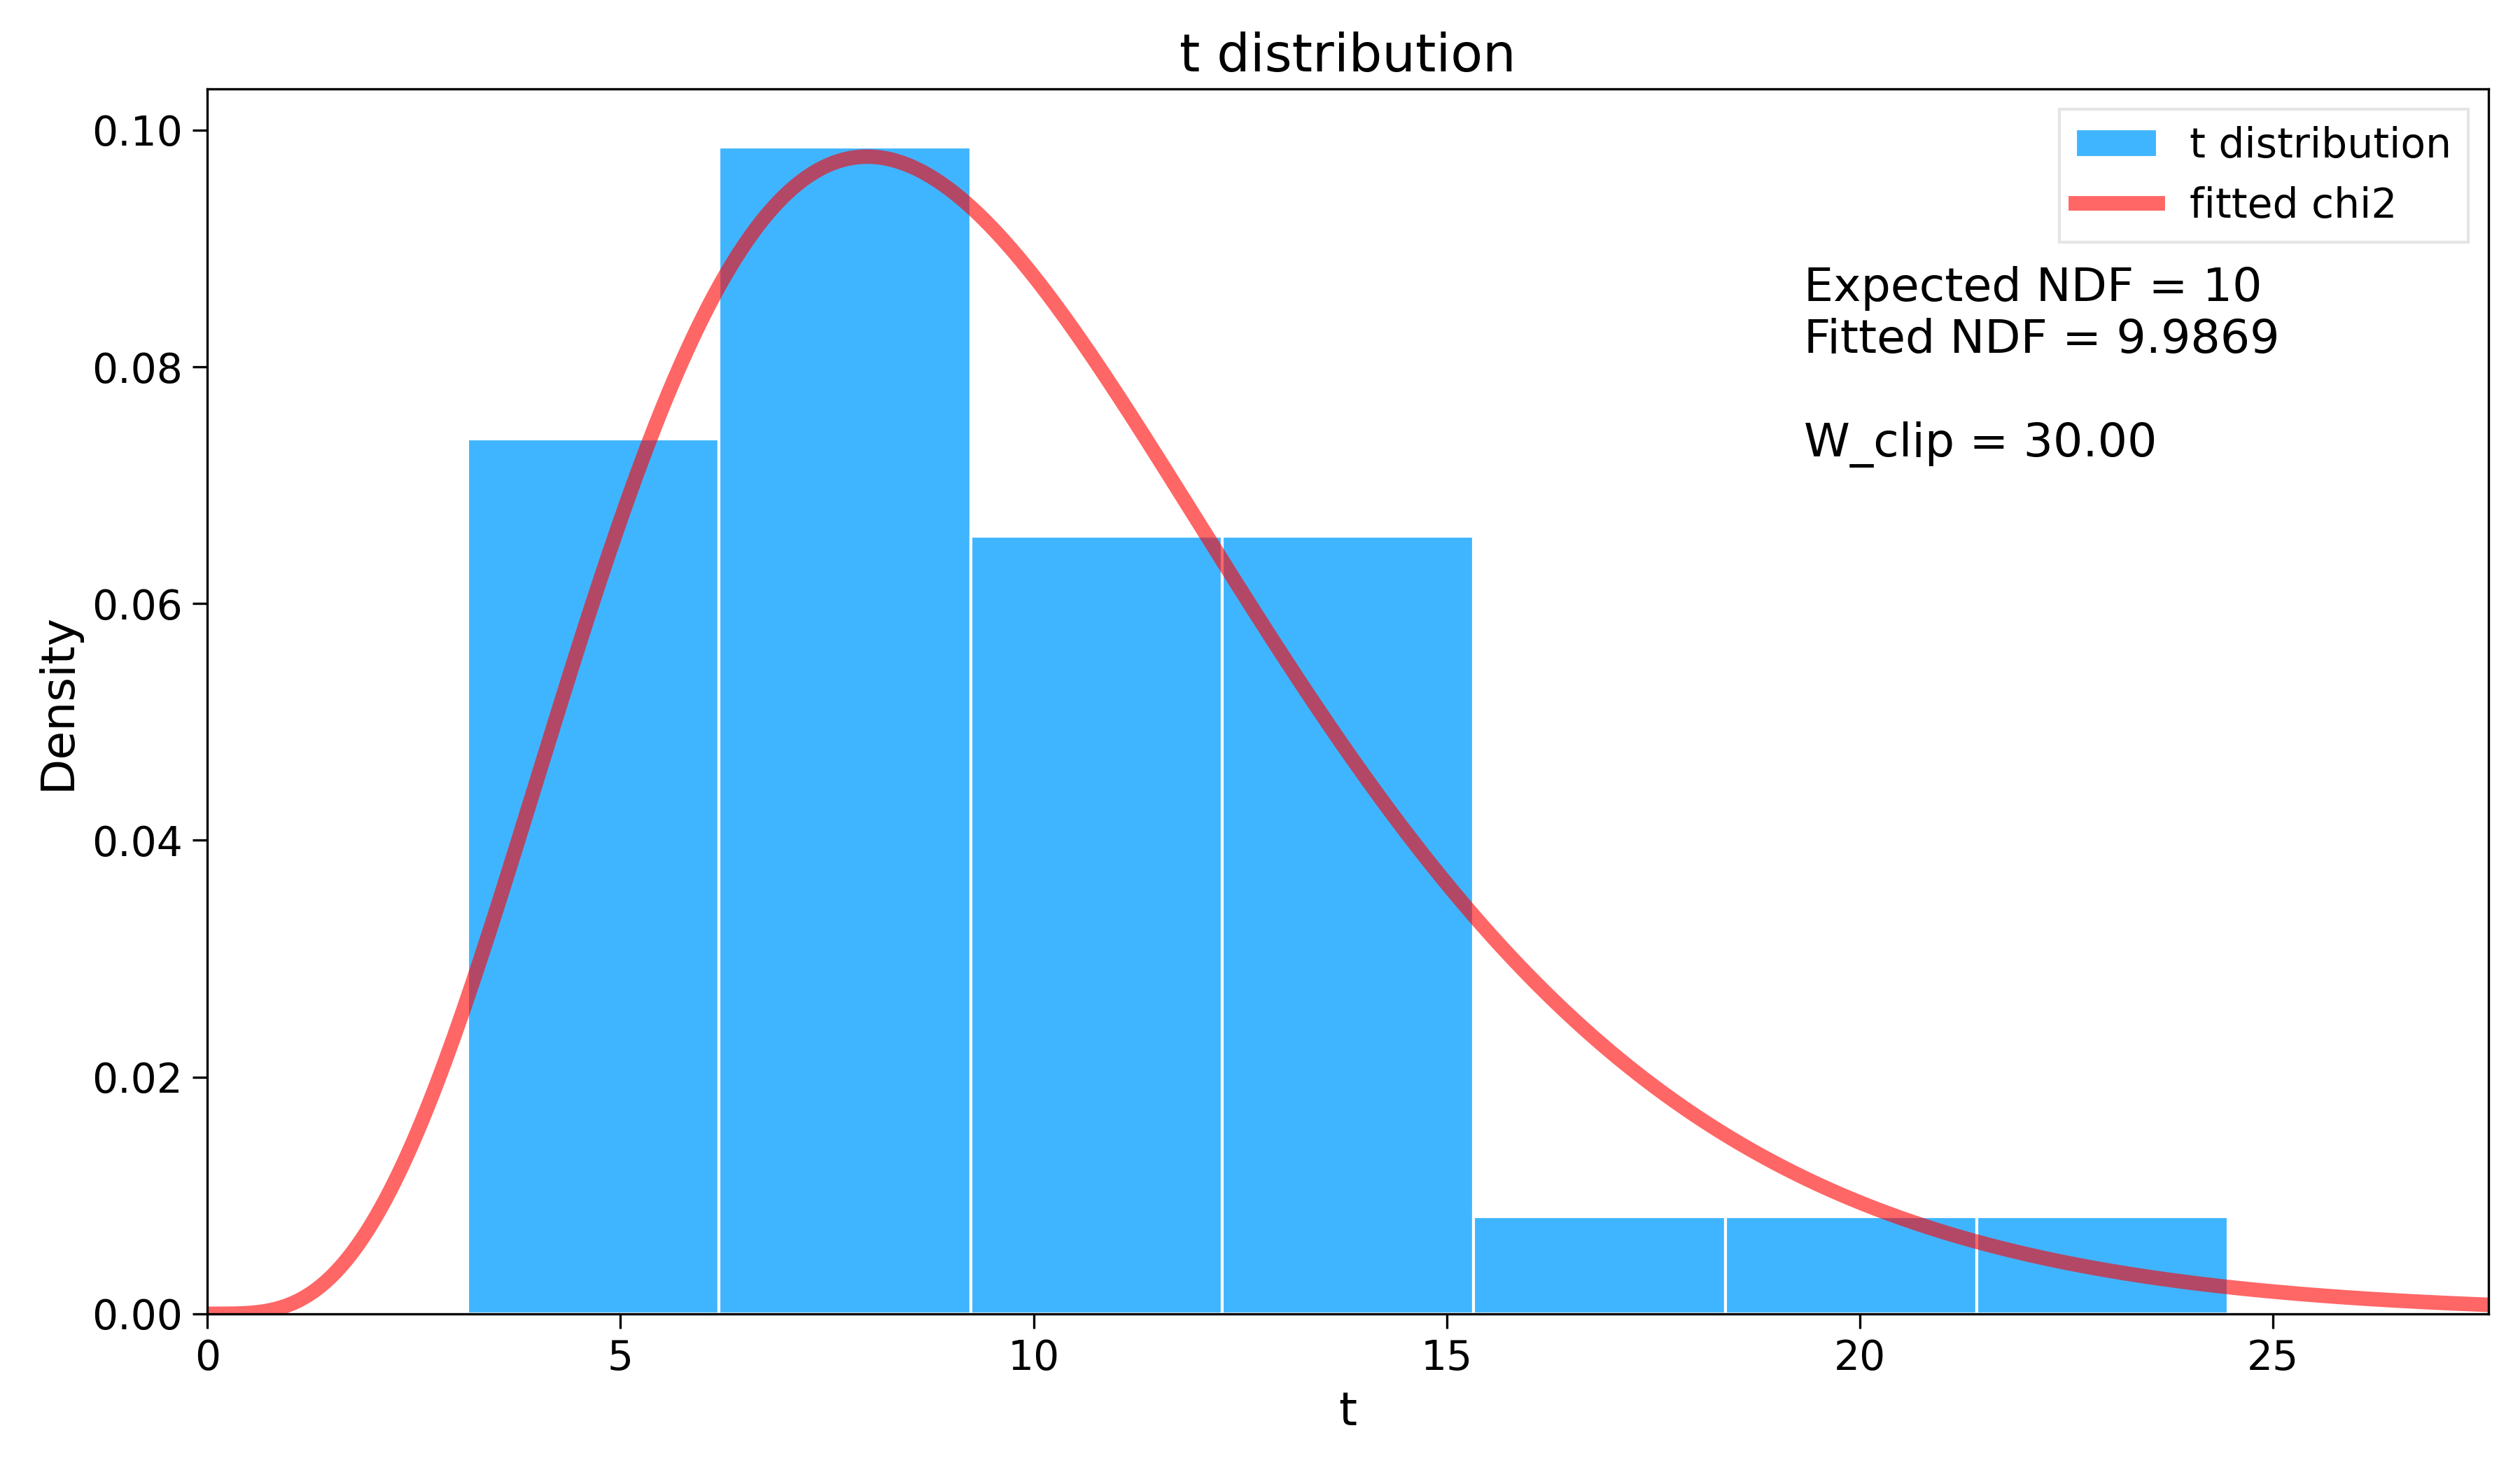 t distribution
t distribution
fitted chi2
Expected NDF = 10
Fitted NDF = 9.9869
W_clip = 30.00
Density
0.10
0.08
0.06
0.04
0.02
0.00
0 5 10 15 20 25
t